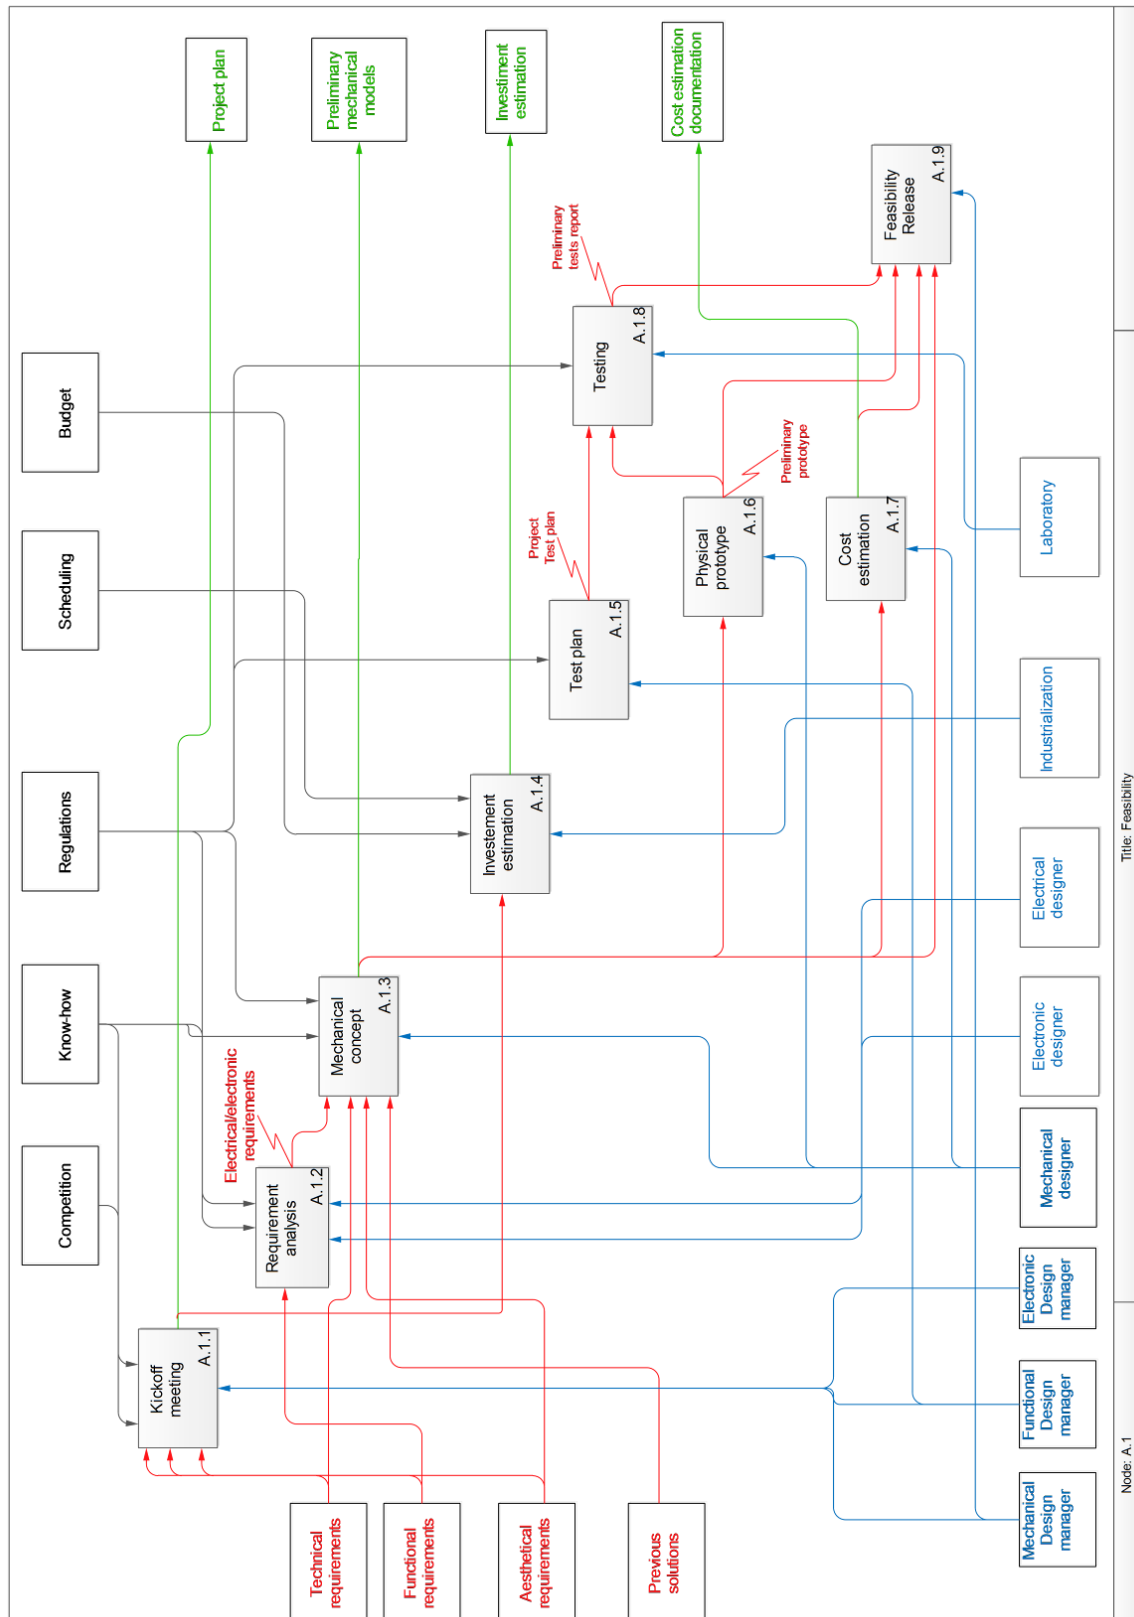 Competition
Know-how
Regulations
Scheduling
Budget
Technical
requirements
Functional
requirements
Aesthetical
requirements
Previous
solutions
Kickoff
meeting
A.1.1
Requirement
analysis
A.1.2
Electrical/electronic
requirements
Mechanical
concept
A.1.3
Investement
estimation
A.1.4
Test plan
A.1.5
Project
Test plan
Physical
prototype
A.1.6
Preliminary
prototype
Cost
estimation
A.1.7
Testing
A.1.8
Preliminary
tests report
Feasibility
Release
A.1.9
Project plan
Preliminary
mechanical
models
Investiment
estimation
Cost estimation
documentation
Mechanical
Design
manager
Functional
Design
manager
Electronic
Design
manager
Mechanical
designer
Electronic
designer
Electrical
designer
Industrialization
Laboratory
Node: A.1
Title: Feasibility